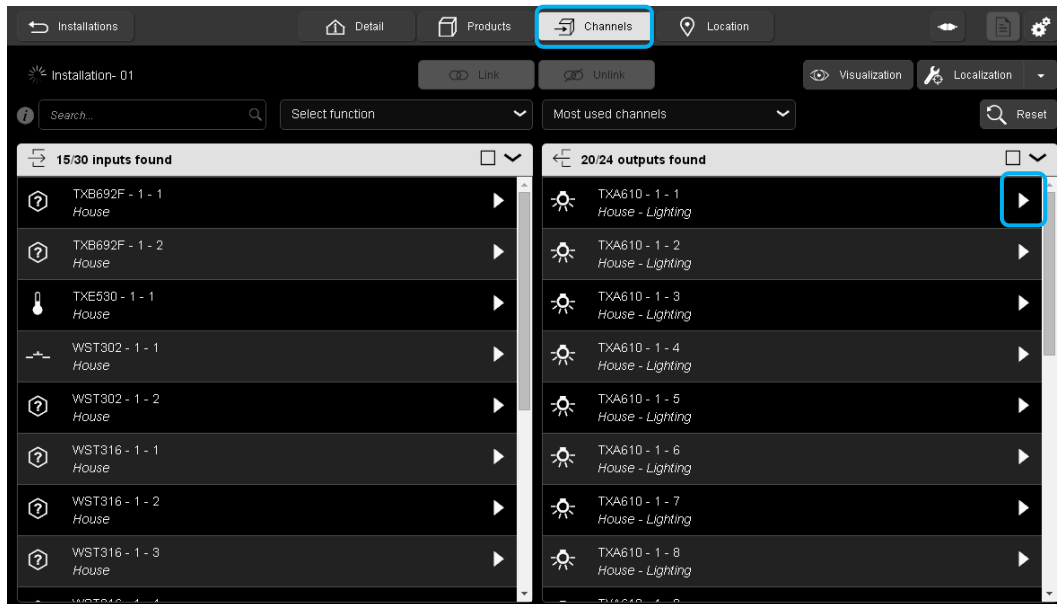 Installations
Detail
Products
Channels
Location
Installation- 01
Link
Unlink
Visualization
Localization
Search...
Select function
Most used channels
Reset
15/30 inputs found
20/24 outputs found
TXB692F - 1 - 1
House
TXA610 - 1 - 1
House - Lighting
TXB692F - 1 - 2
House
TXA610 - 1 - 2
House - Lighting
TXE530 - 1 - 1
House
TXA610 - 1 - 3
House - Lighting
WST302 - 1 - 1
House
TXA610 - 1 - 4
House - Lighting
WST302 - 1 - 2
House
TXA610 - 1 - 5
House - Lighting
WST316 - 1 - 1
House
TXA610 - 1 - 6
House - Lighting
WST316 - 1 - 2
House
TXA610 - 1 - 7
House - Lighting
WST316 - 1 - 3
House
TXA610 - 1 - 8
House - Lighting